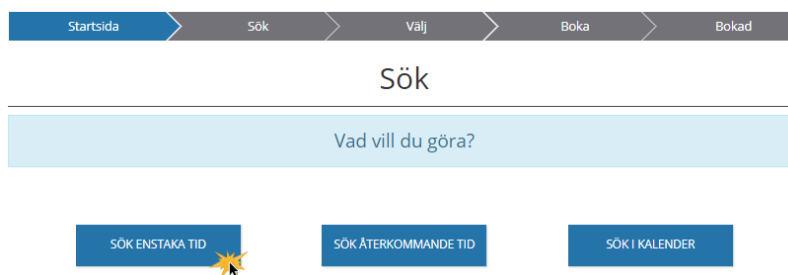 Startsida Sök Välj Boka Bokad
Sök
Vad vill du göra?
SÖK ENSTAKA TID SÖK ÅTERKOMMANDE TID SÖK I KALENDER